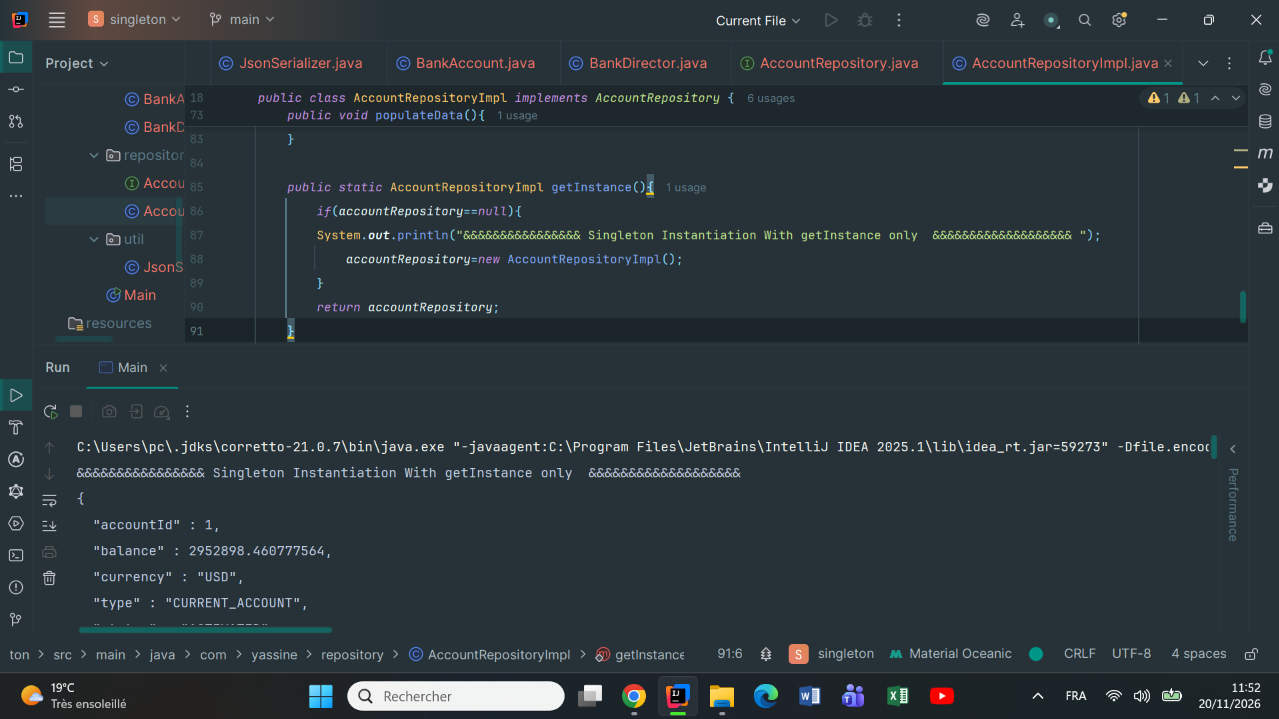 singleton
main
Current File
Project
JsonSerializer.java
BankAccount.java
BankDirector.java
AccountRepository.java
AccountRepositoryImpl.java
BankA
BankD
repositor
Accou
Accou
util
JsonS
Main
resources
18 public class AccountRepositoryImpl implements AccountRepository { 6 usages
73 public void populateData(){ 1 usage
83 }
84
85 public static AccountRepositoryImpl getInstance(){ 1 usage
86 if(accountRepository==null){
87 System.out.println("&&&&&&&&&&&&&&&& Singleton Instantiation With getInstance only  &&&&&&&&&&&&&&&&&&& ");
88 accountRepository=new AccountRepositoryImpl();
89 }
90 return accountRepository;
91 }
1 1
Run
Main
C:\Users\pc\.jdks\corretto-21.0.7\bin\java.exe "-javaagent:C:\Program Files\JetBrains\IntelliJ IDEA 2025.1\lib\idea_rt.jar=59273" -Dfile.encod
&&&&&&&&&&&&&&&& Singleton Instantiation With getInstance only  &&&&&&&&&&&&&&&&&&&
{
"accountId" : 1,
"balance" : 2952898.460777564,
"currency" : "USD",
"type" : "CURRENT_ACCOUNT",
Performance
ton > src > main > java > com > yassine > repository > AccountRepositoryImpl > getInstance
91:6
singleton
Material Oceanic
CRLF
UTF-8
4 spaces
19°C
Très ensoleillé
Rechercher
FRA
11:52
20/11/2026